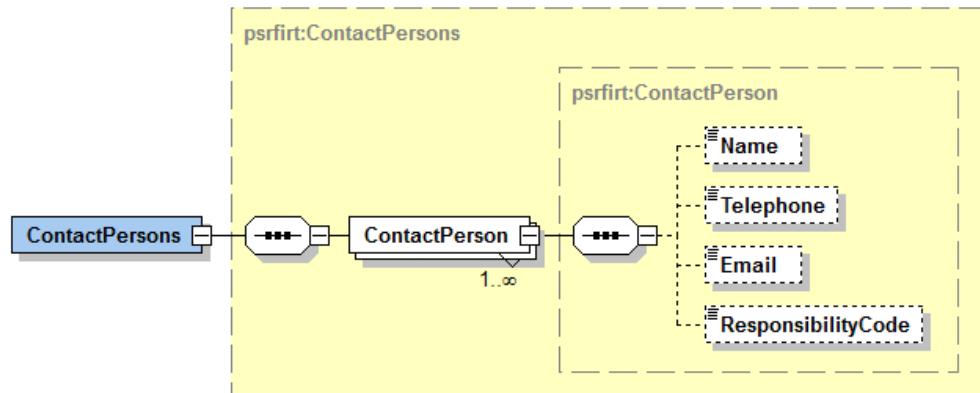 psrfirt:ContactPersons
psrfirt:ContactPerson
Name
Telephone
ContactPersons
ContactPerson
1..∞
Email
ResponsibilityCode